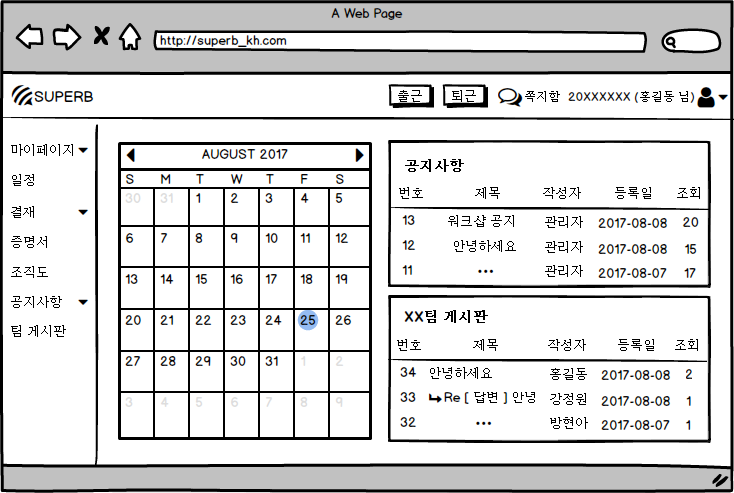 A Web Page
http://superb_kh.com
SUPERB
출근 퇴근 쪽지함 20XXXXXX (홍길동 님)
마이페이지
일정
결재
증명서
조직도
공지사항
팀 게시판
AUGUST 2017
S M T W T F S
30 31 1 2 3 4 5
6 7 8 9 10 11 12
13 14 15 16 17 18 19
20 21 22 23 24 25 26
27 28 29 30 31 1 2
3 4 5 6 7 8 9
공지사항
번호 제목 작성자 등록일 조회
13 워크샵 공지 관리자 2017-08-08 20
12 안녕하세요 관리자 2017-08-08 15
11 ••• 관리자 2017-08-07 17
XX팀 게시판
번호 제목 작성자 등록일 조회
34 안녕하세요 홍길동 2017-08-08 2
33 Re [ 답변 ] 안녕 강정원 2017-08-08 1
32 ••• 방현아 2017-08-07 1